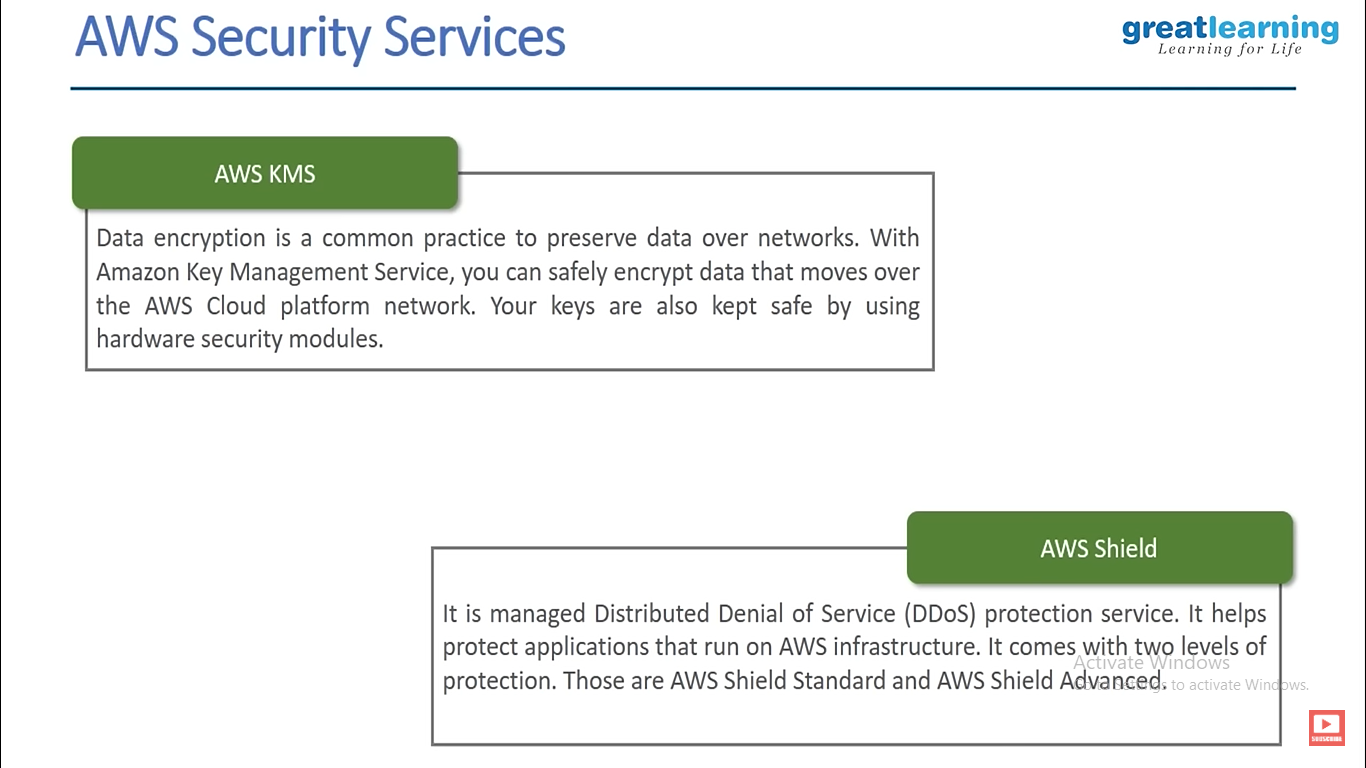 AWS Security Services
greatlearning
Learning for Life
AWS KMS
Data encryption is a common practice to preserve data over networks. With
Amazon Key Management Service, you can safely encrypt data that moves over
the AWS Cloud platform network. Your keys are also kept safe by using
hardware security modules.
AWS Shield
It is managed Distributed Denial of Service (DDoS) protection service. It helps
protect applications that run on AWS infrastructure. It comes with two levels of
protection. Those are AWS Shield Standard and AWS Shield Advanced.
Activate Windows
Go to Settings to activate Windows.
SUBSCRIBE